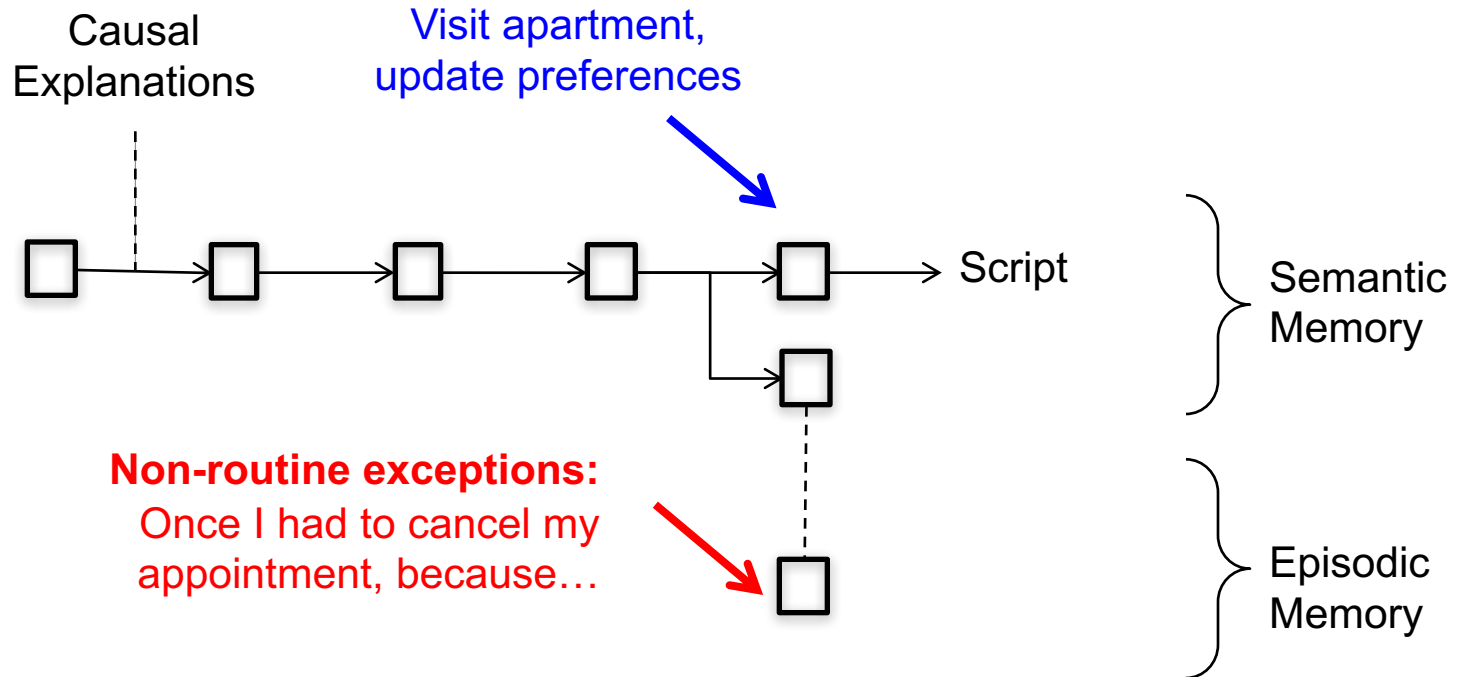 Causal
Explanations
Visit apartment,
update preferences
Script
Semantic
Memory
Non-routine exceptions:
Once I had to cancel my
appointment, because…
Episodic
Memory